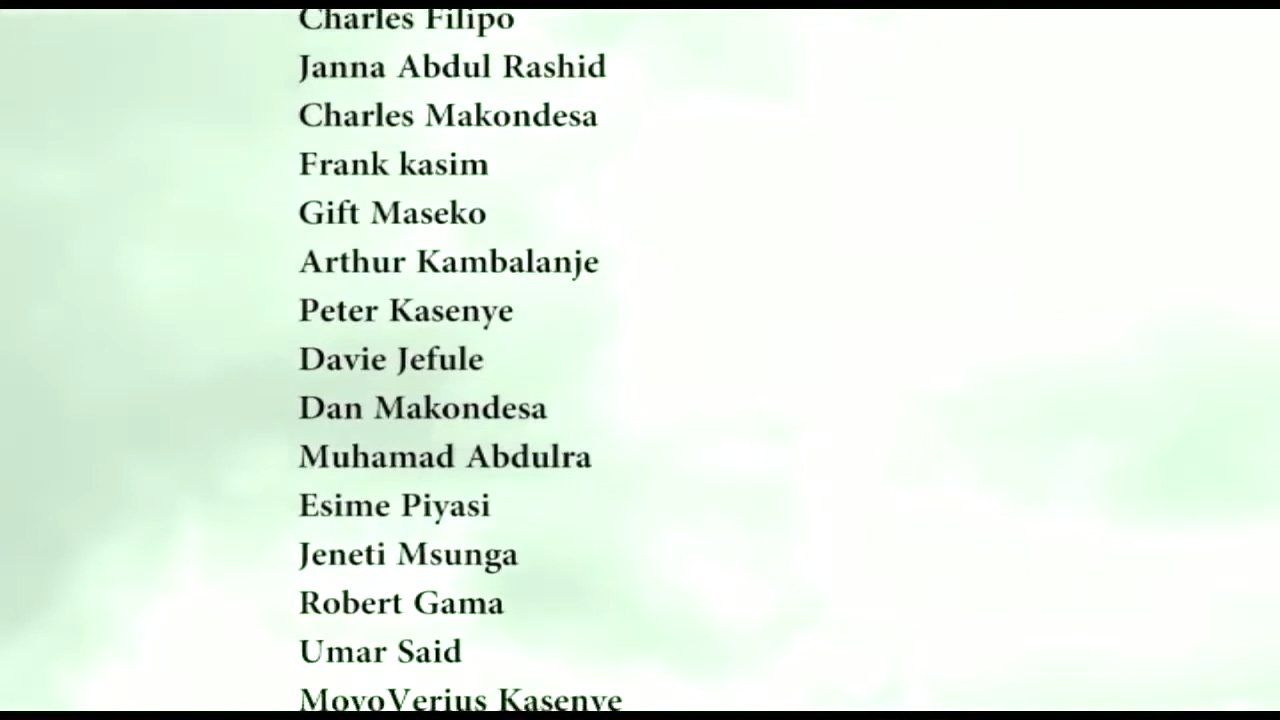 Charles Filipo
Janna Abdul Rashid
Charles Makondesa
Frank kasim
Gift Maseko
Arthur Kambalanje
Peter Kasenye
Davie Jefule
Dan Makondesa
Muhamad Abdulra
Esime Piyasi
Jeneti Msunga
Robert Gama
Umar Said
MoyoVerius Kasenye